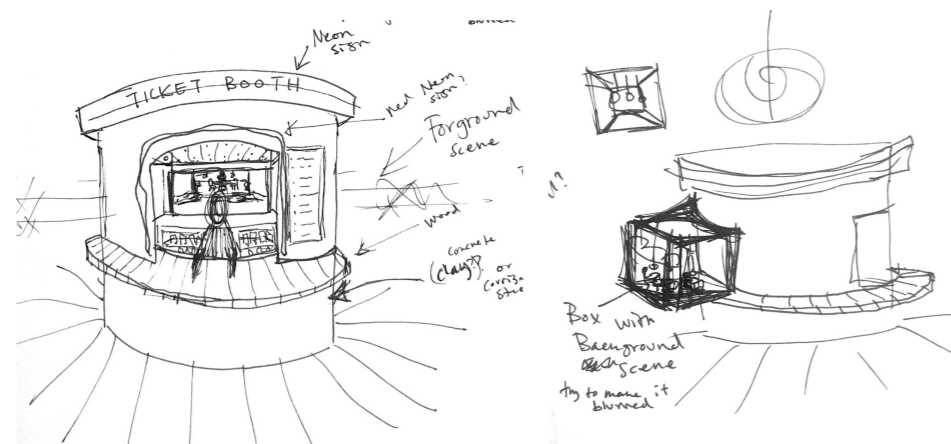 Neon
sign
TICKET BOOTH
red Neon
sign?
Forground
scene
wood
concrete
(clay?) or
Box with
Background
scene
try to make it
blurred